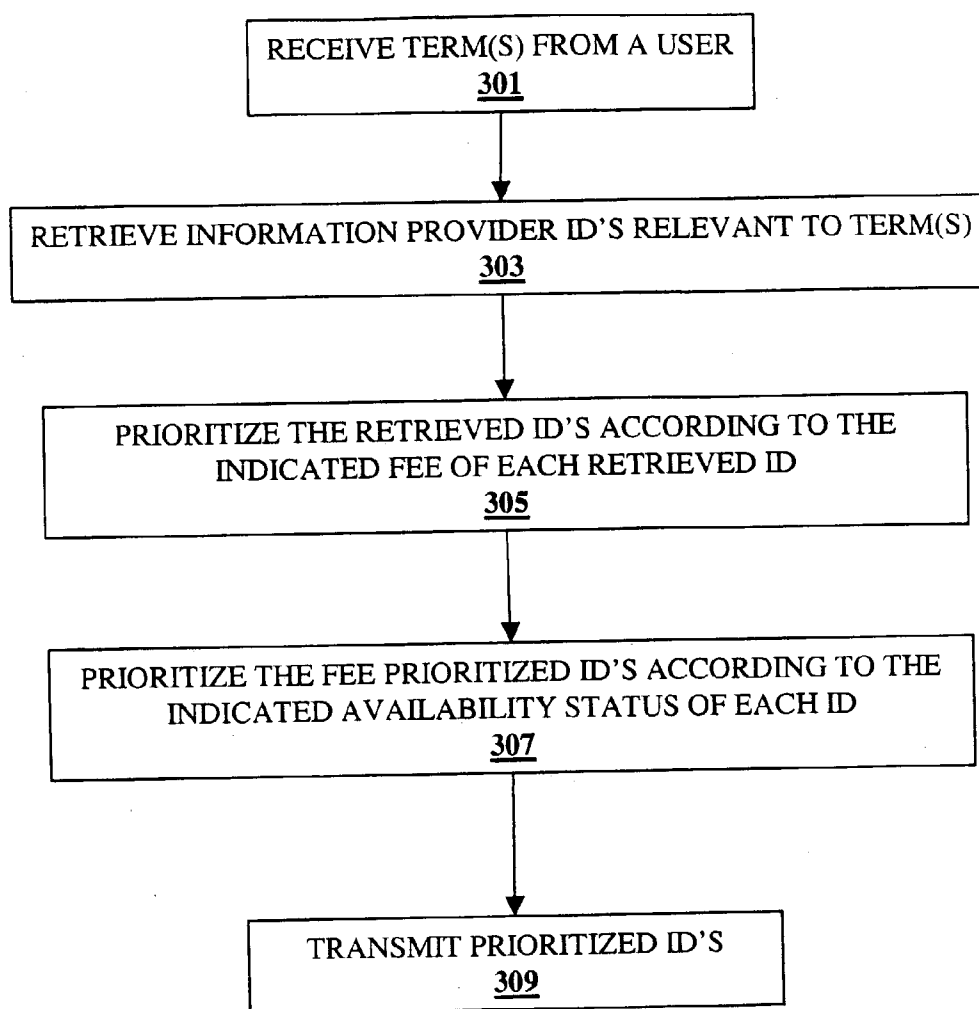 RECEIVE TERM(S) FROM A USER
301
RETRIEVE INFORMATION PROVIDER ID'S RELEVANT TO TERM(S)
303
PRIORITIZE THE RETRIEVED ID'S ACCORDING TO THE
INDICATED FEE OF EACH RETRIEVED ID
305
PRIORITIZE THE FEE PRIORITIZED ID'S ACCORDING TO THE
INDICATED AVAILABILITY STATUS OF EACH ID
307
TRANSMIT PRIORITIZED ID'S
309